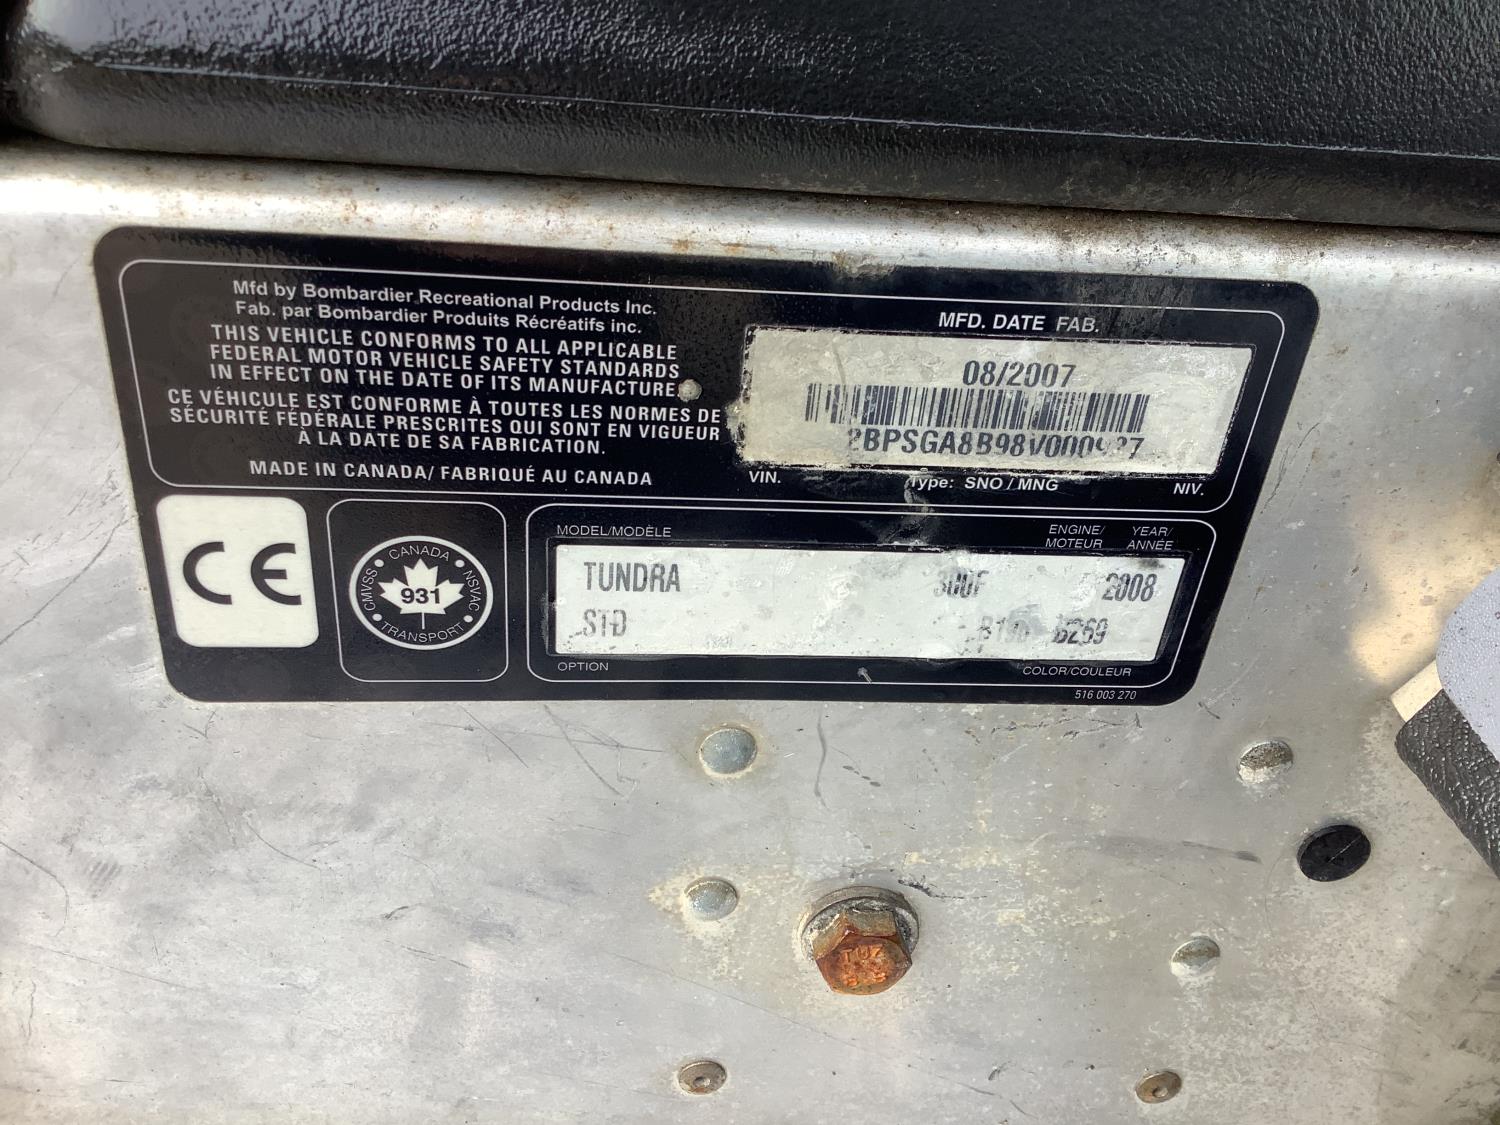 Mfd by Bombardier Recreational Products Inc.
Fab. par Bombardier Produits Récréatifs inc.
THIS VEHICLE CONFORMS TO ALL APPLICABLE
FEDERAL MOTOR VEHICLE SAFETY STANDARDS
IN EFFECT ON THE DATE OF ITS MANUFACTURE
CE VÉHICULE EST CONFORME À TOUTES LES NORMES DE
SÉCURITÉ FÉDÉRALE PRESCRITES QUI SONT EN VIGUEUR
À LA DATE DE SA FABRICATION.
MADE IN CANADA/ FABRIQUÉ AU CANADA
MFD. DATE FAB.
08/2007
VIN. Type: SNO / MNG NIV.
CE
CANADA
CMVSS 931 NSVAC
TRANSPORT
MODEL/MODÈLE ENGINE/ YEAR/
MOTEUR ANNÉE
TUNDRA 2008
STD B269
OPTION COLOR/COULEUR
516 003 270